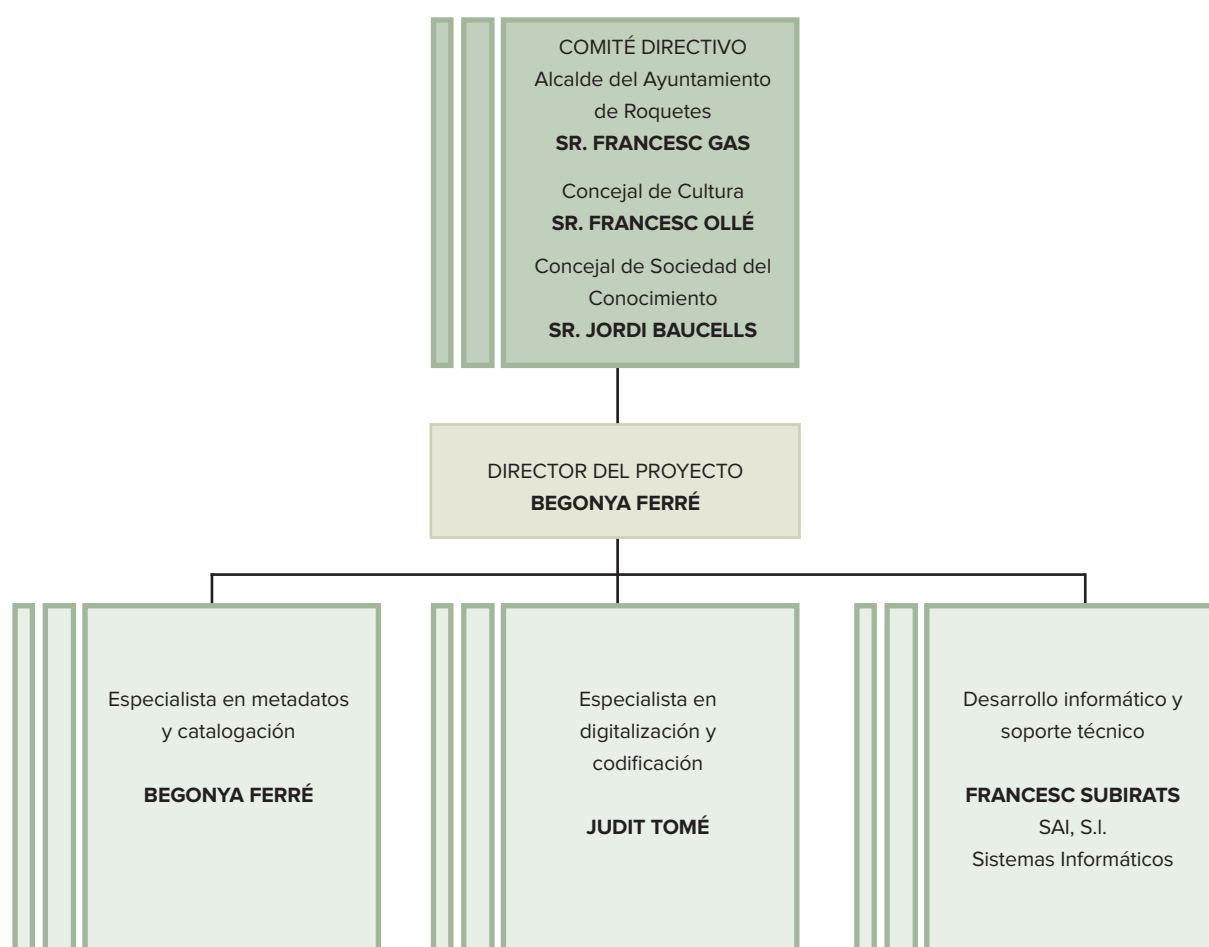 COMITÉ DIRECTIVO
Alcalde del Ayuntamiento
de Roquetes
SR. FRANCESC GAS
Concejal de Cultura
SR. FRANCESC OLLÉ
Concejal de Sociedad del
Conocimiento
SR. JORDI BAUCELLS
DIRECTOR DEL PROYECTO
BEGONYA FERRÉ
Especialista en metadatos
y catalogación
BEGONYA FERRÉ
Especialista en
digitalización y
codificación
JUDIT TOMÉ
Desarrollo informático y
soporte técnico
FRANCESC SUBIRATS
SAI, S.l.
Sistemas Informáticos